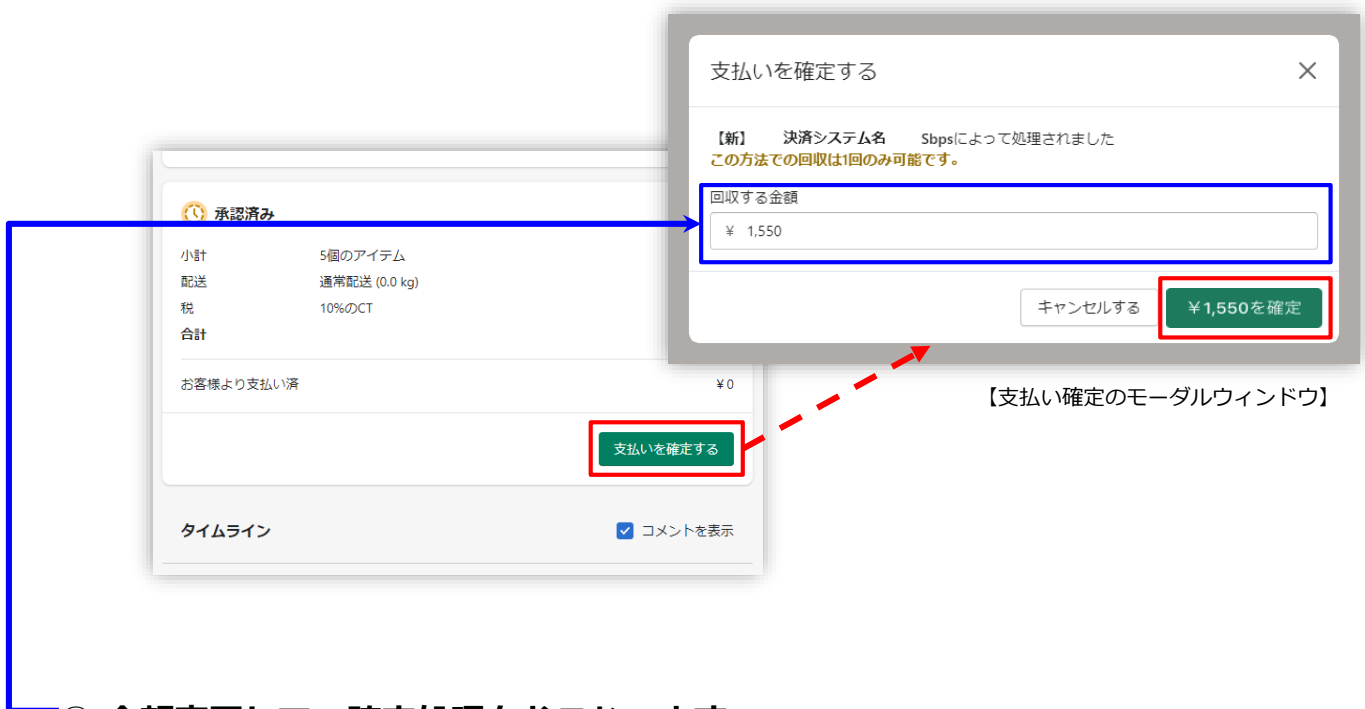 支払いを確定する
【新】 決済システム名 Sbpsによって処理されました
この方法での回収は1回のみ可能です。
回収する金額
¥ 1,550
キャンセルする
¥1,550を確定
【支払い確定のモーダルウィンドウ】
承認済み
小計 5個のアイテム
配送 通常配送 (0.0 kg)
税 10%のCT
合計
お客様より支払い済 ¥0
支払いを確定する
タイムライン
コメントを表示